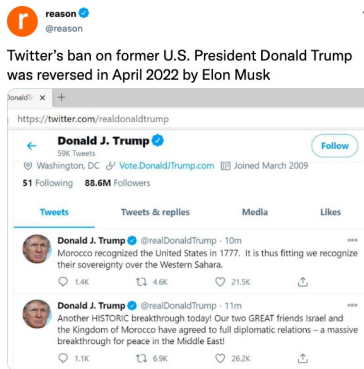 reason
@reason
Twitter's ban on former U.S. President Donald Trump
was reversed in April 2022 by Elon Musk
https://twitter.com/realdonaldtrump
Donald J. Trump
59K Tweets
Follow
Washington, DC Vote.DonaldJTrump.com Joined March 2009
51 Following 88.6M Followers
Tweets Tweets & replies Media Likes
Donald J. Trump @realDonaldTrump · 10m
Morocco recognized the United States in 1777. It is thus fitting we recognize
their sovereignty over the Western Sahara.
1.4K 4.6K 21.5K
Donald J. Trump @realDonaldTrump · 11m
Another HISTORIC breakthrough today! Our two GREAT friends Israel and
the Kingdom of Morocco have agreed to full diplomatic relations – a massive
breakthrough for peace in the Middle East!
1.1K 6.9K 26.2K